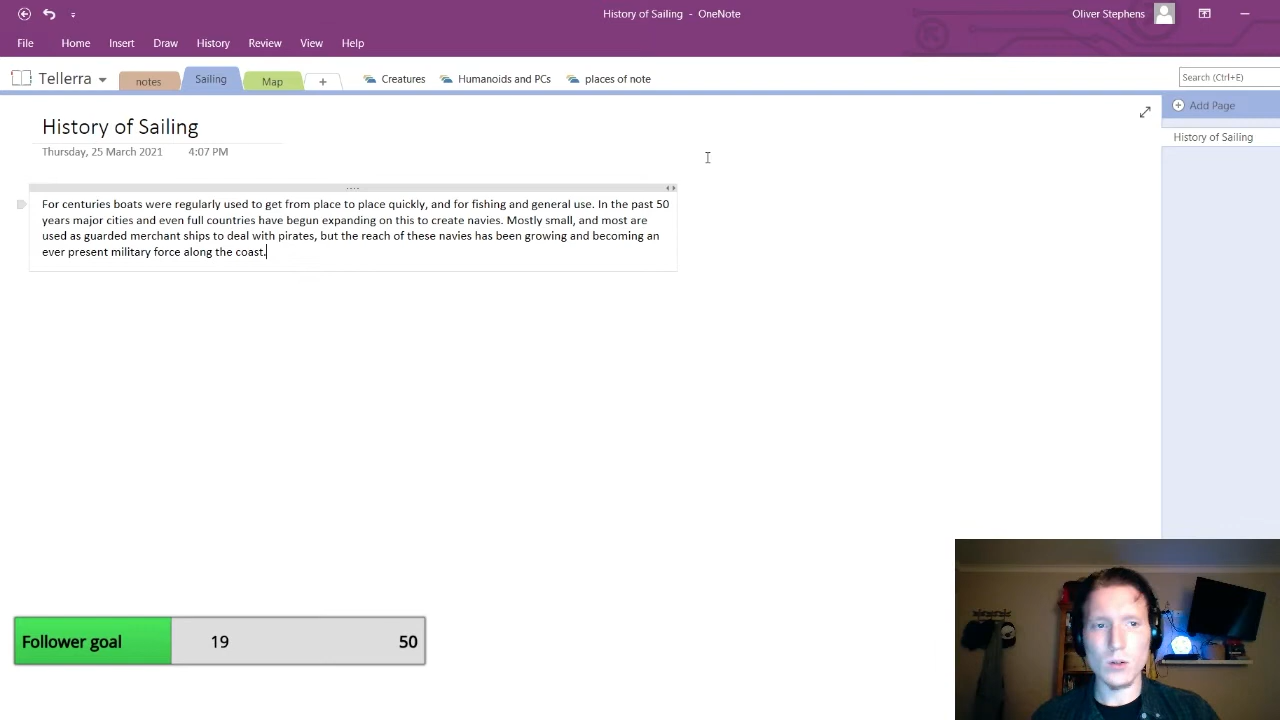 History of Sailing - OneNote
Oliver Stephens
File Home Insert Draw History Review View Help
Tellerra notes Sailing Map + Creatures Humanoids and PCs places of note
Search (Ctrl+E)
Add Page
History of Sailing
History of Sailing
Thursday, 25 March 2021 4:07 PM
For centuries boats were regularly used to get from place to place quickly, and for fishing and general use. In the past 50
years major cities and even full countries have begun expanding on this to create navies. Mostly small, and most are
used as guarded merchant ships to deal with pirates, but the reach of these navies has been growing and becoming an
ever present military force along the coast.
Follower goal 19 50